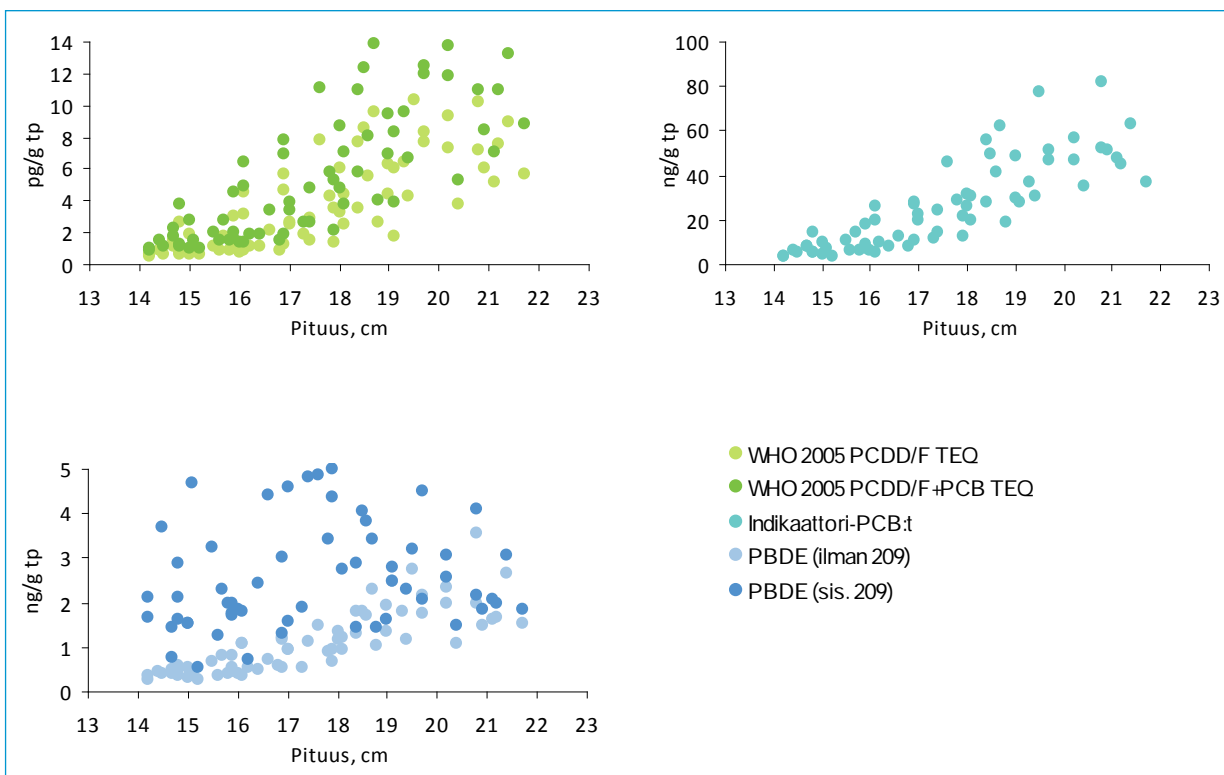 14
12
10
8
6
4
2
0
pg/g tp
13 14 15 16 17 18 19 20 21 22 23
Pituus, cm
100
80
60
40
20
0
ng/g tp
13 14 15 16 17 18 19 20 21 22 23
Pituus, cm
5
4
3
2
1
0
ng/g tp
13 14 15 16 17 18 19 20 21 22 23
Pituus, cm
WHO 2005 PCDD/F TEQ
WHO 2005 PCDD/F+PCB TEQ
Indikaattori-PCB:t
PBDE (ilman 209)
PBDE (sis. 209)